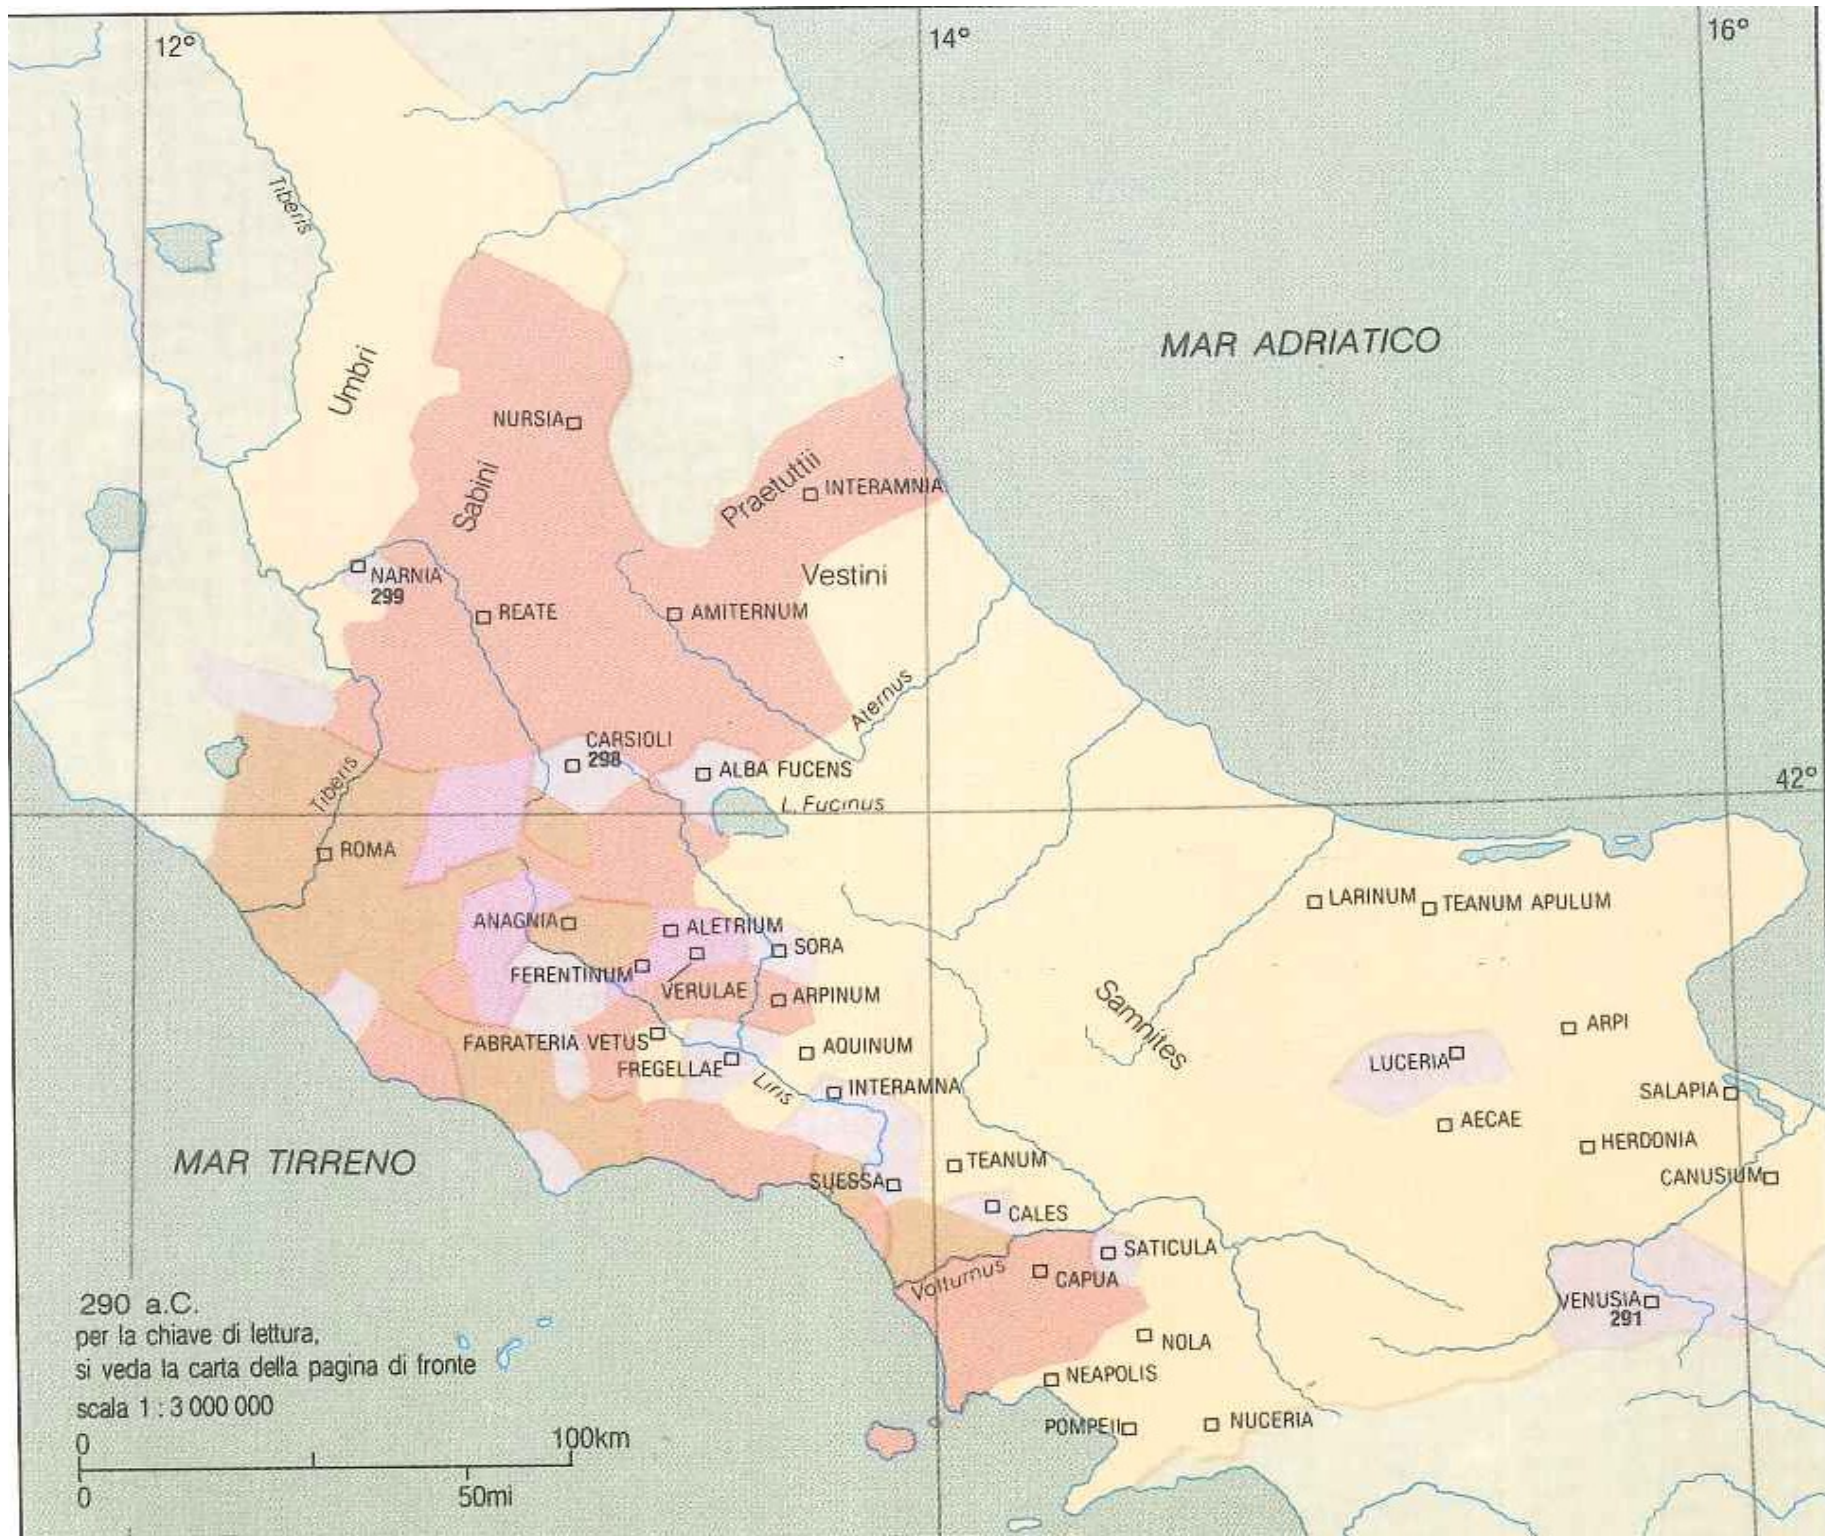 12°
14°
16°
Tiberis
MAR ADRIATICO
Umbri
NURSIA
Sabini
Praetuttii
INTERAMNIA
NARNIA
299
Vestini
REATE
AMITERNUM
Aternus
CARSIOLI
298
ALBA FUCENS
42°
Tiberis
L. Fucinus
ROMA
LARINUM
TEANUM APULUM
ANAGNIA
ALETRIUM
SORA
FERENTINUM
VERULAE
ARPINUM
Samnites
ARPI
FABRATERIA VETUS
AQUINUM
FREGELLAE
LUCERIA
Liris
INTERAMNA
SALAPIA
AECAE
HERDONIA
MAR TIRRENO
TEANUM
CANUSIUM
SUESSA
CALES
SATICULA
Volturnus
CAPUA
VENUSIA
291
290 a.C.
per la chiave di lettura,
si veda la carta della pagina di fronte
scala 1 : 3 000 000
NOLA
NEAPOLIS
POMPEII
NUCERIA
0
100km
0
50mi